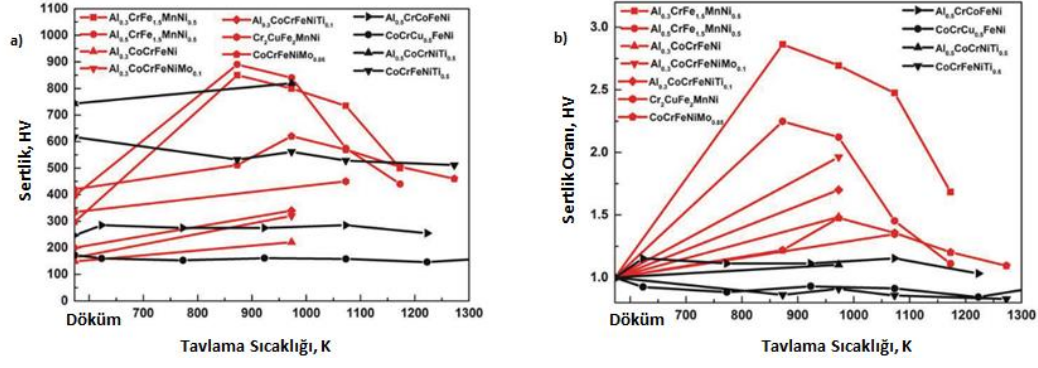 a)
Sertlik, HV
1100
1000
900
800
700
600
500
400
300
200
100
0
Al0.3CrFe1.5MnNi0.5
Al0.5CrFe1.5MnNi0.5
Al0.3CoCrFeNi
Al0.3CoCrFeNiMo0.1
Al0.3CoCrFeNiTi0.1
Cr2CuFe2MnNi
CoCrFeNiMo0.85
Al0.5CrCoFeNi
CoCrCu0.5FeNi
Al0.5CoCrNiTi0.5
CoCrFeNiTi0.5
Döküm 700 800 900 1000 1100 1200 1300
Tavlama Sıcaklığı, K
b)
Sertlik Oranı, HV
3.0
2.5
2.0
1.5
1.0
Al0.3CrFe1.5MnNi0.5
Al0.5CrFe1.5MnNi0.5
Al0.3CoCrFeNi
Al0.3CoCrFeNiMo0.1
Al0.3CoCrFeNiTi0.1
Cr2CuFe2MnNi
CoCrFeNiMo0.85
Al0.5CrCoFeNi
CoCrCu0.5FeNi
Al0.5CoCrNiTi0.5
CoCrFeNiTi0.5
Döküm 700 800 900 1000 1100 1200 1300
Tavlama Sıcaklığı, K